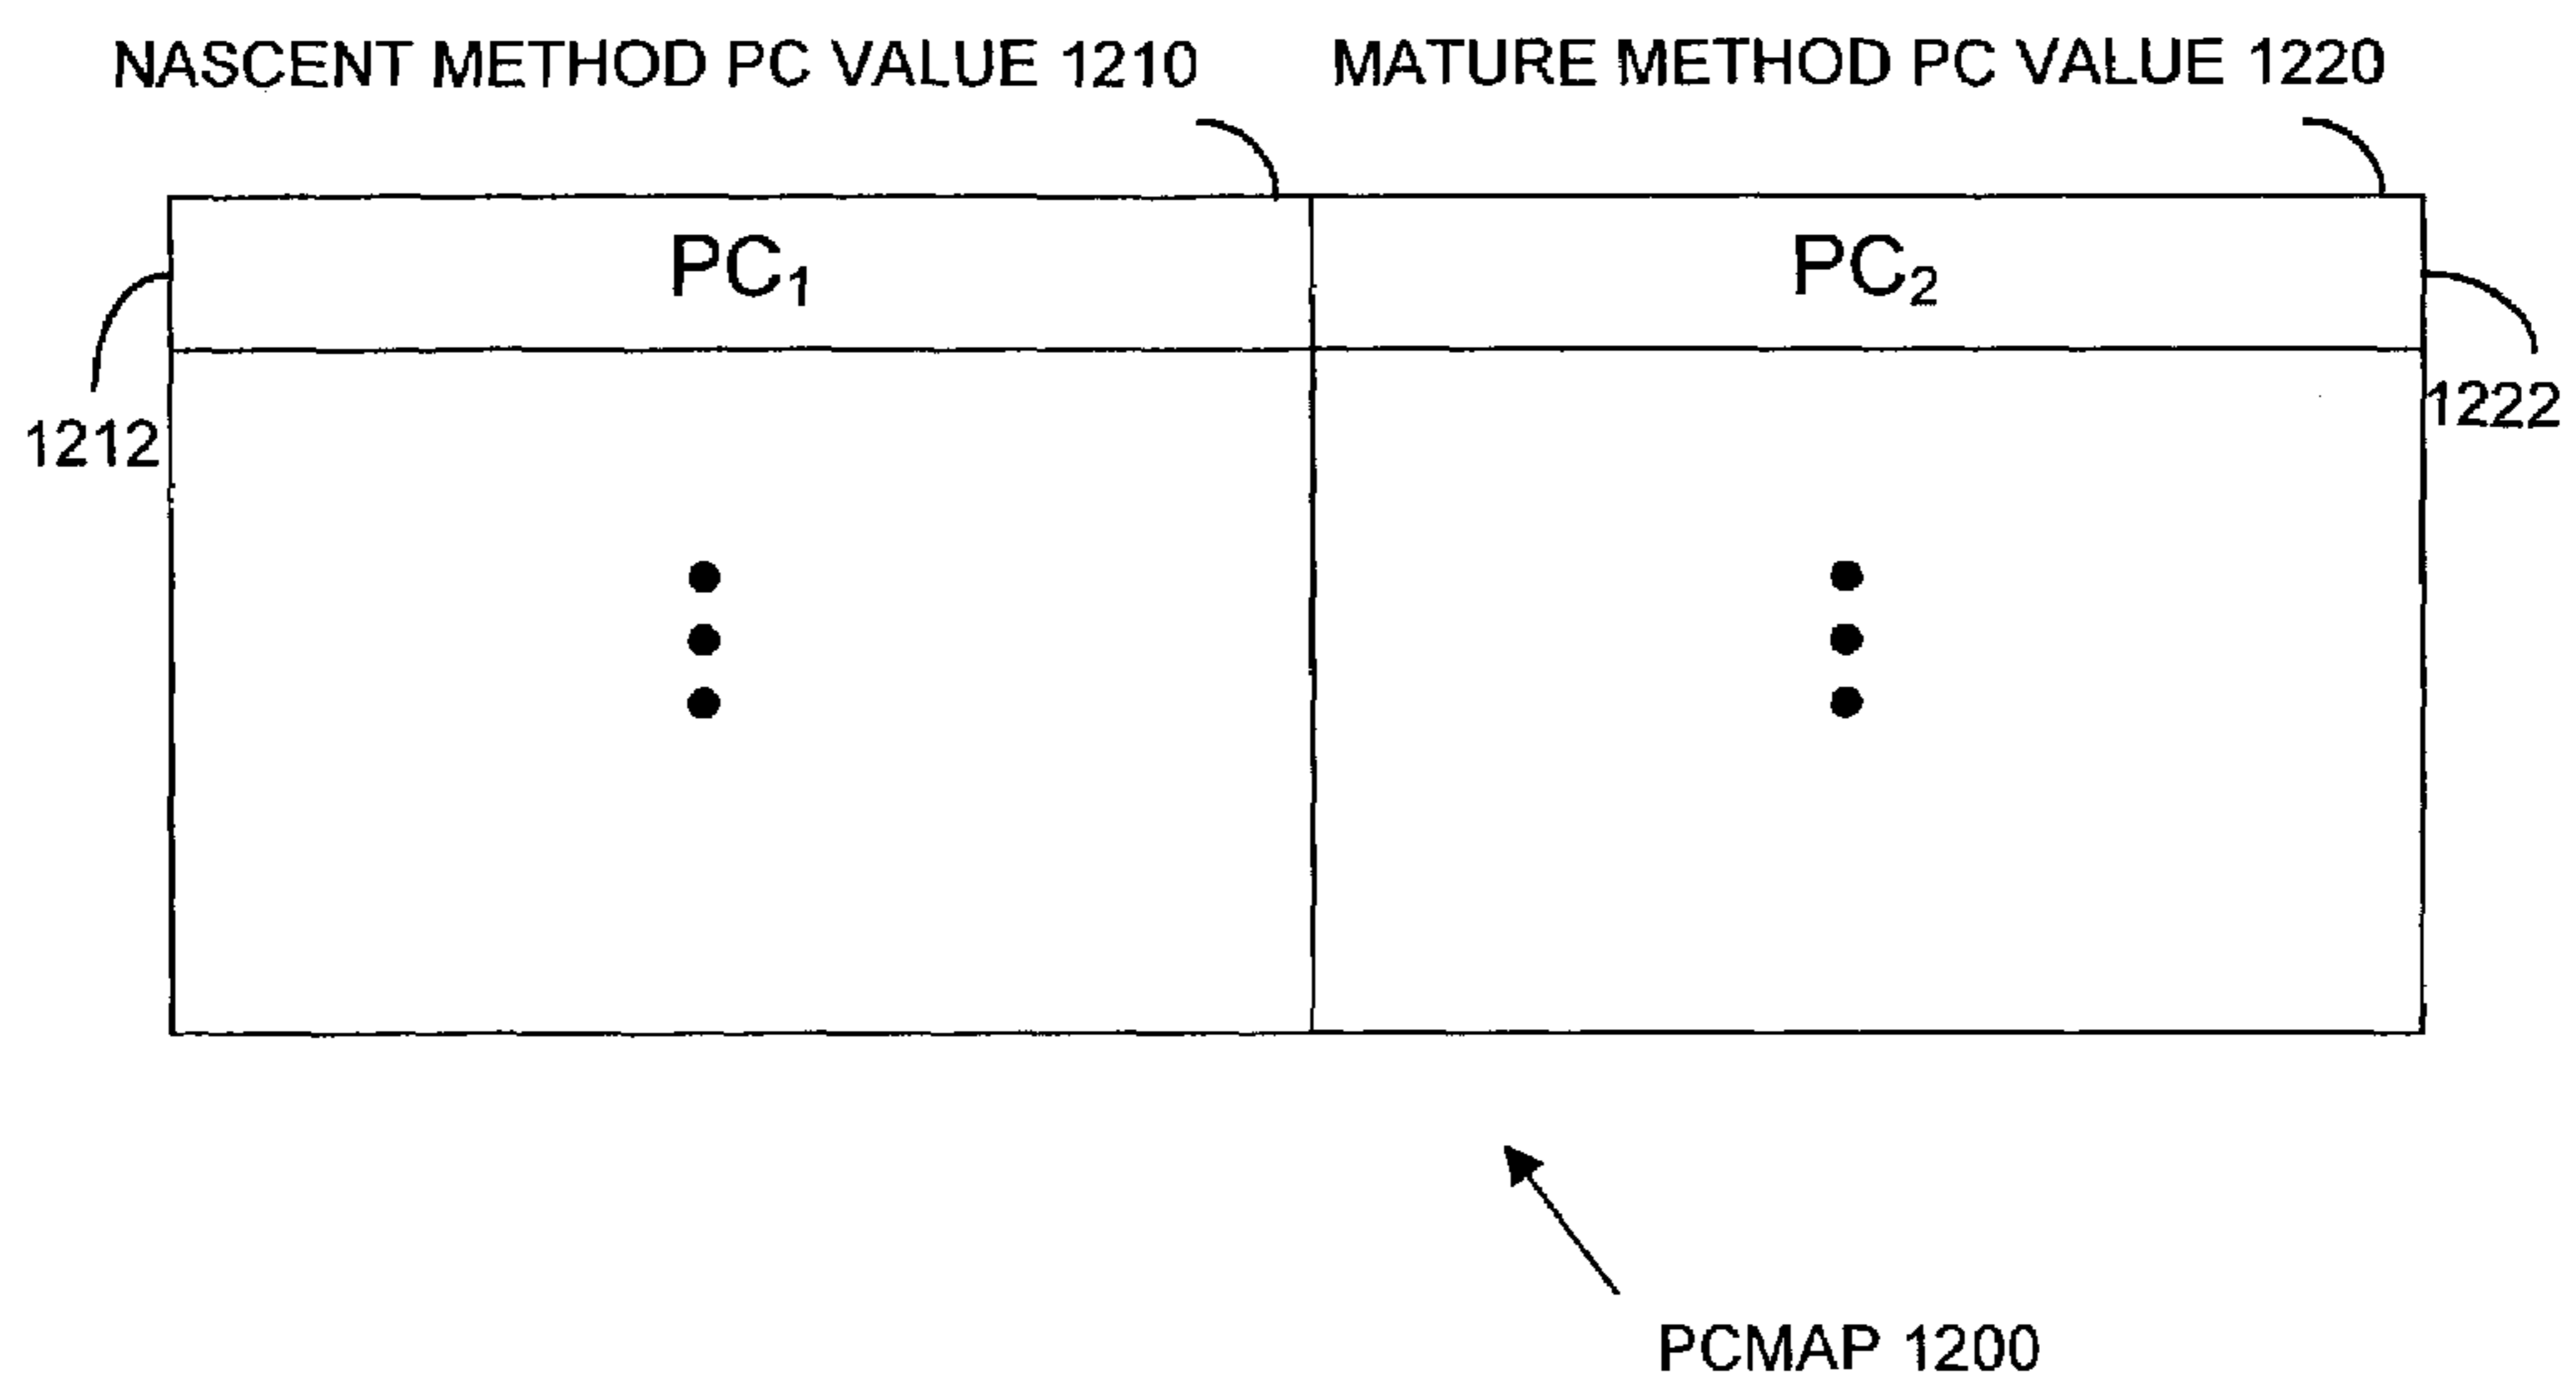 NASCENT METHOD PC VALUE 1210
MATURE METHOD PC VALUE 1220
PC₁
PC₂
1212
1222
PCMAP 1200